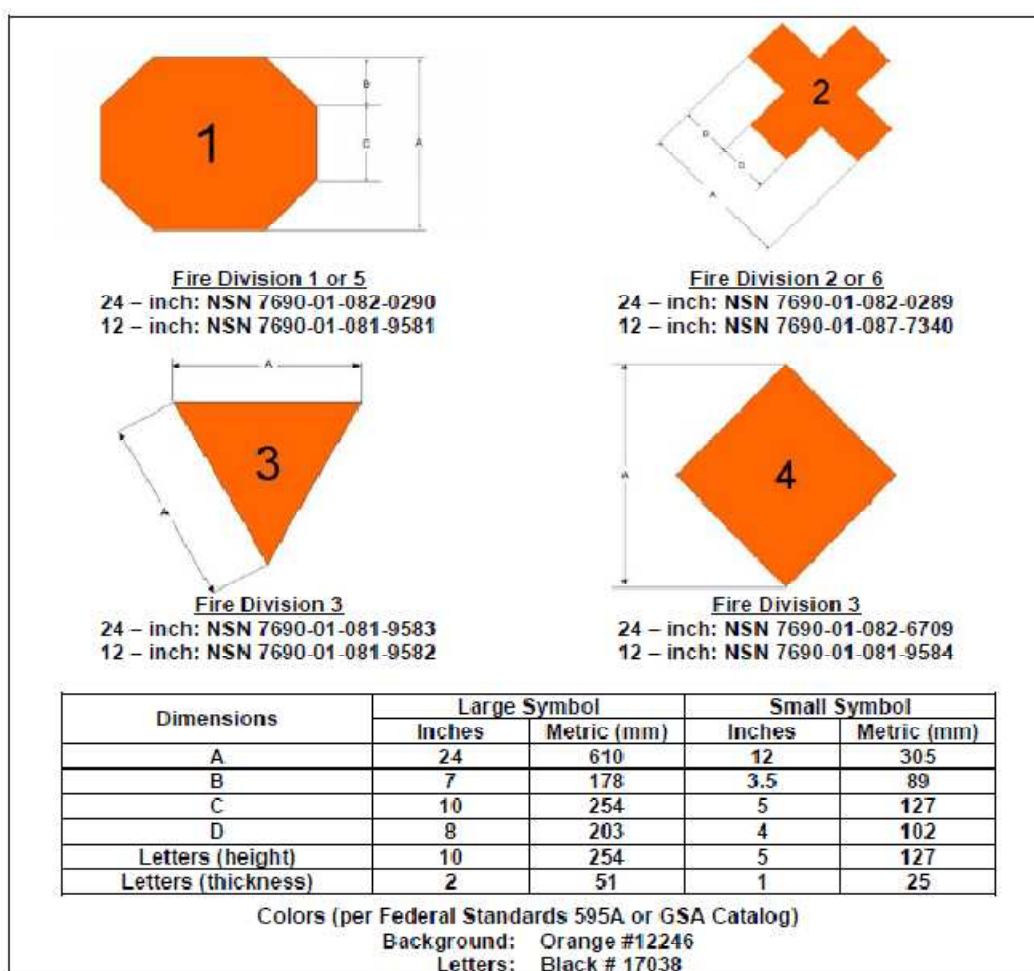 1
B
C
A
2
B
D
A
Fire Division 1 or 5
24 – inch: NSN 7690-01-082-0290
12 – inch: NSN 7690-01-081-9581
Fire Division 2 or 6
24 – inch: NSN 7690-01-082-0289
12 – inch: NSN 7690-01-087-7340
A
3
A
4
A
Fire Division 3
24 – inch: NSN 7690-01-081-9583
12 – inch: NSN 7690-01-081-9582
Fire Division 3
24 – inch: NSN 7690-01-082-6709
12 – inch: NSN 7690-01-081-9584
Dimensions Large Symbol Small Symbol
Inches Metric (mm) Inches Metric (mm)
A 24 610 12 305
B 7 178 3.5 89
C 10 254 5 127
D 8 203 4 102
Letters (height) 10 254 5 127
Letters (thickness) 2 51 1 25
Colors (per Federal Standards 595A or GSA Catalog)
Background: Orange #12246
Letters: Black # 17038